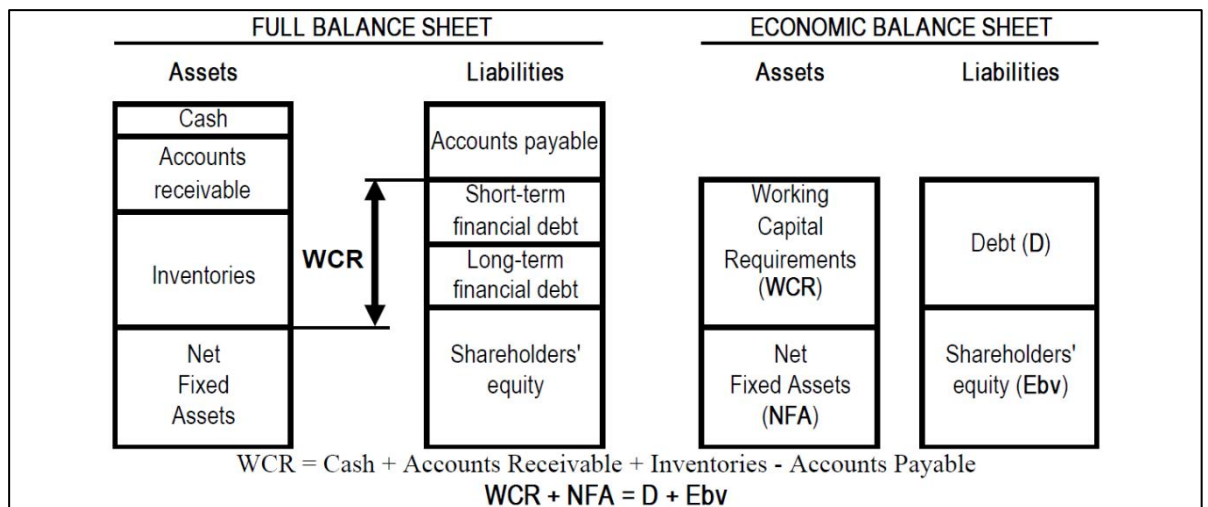 FULL BALANCE SHEET
Assets
Liabilities
Cash
Accounts
receivable
Inventories
Net
Fixed
Assets
WCR
Accounts payable
Short-term
financial debt
Long-term
financial debt
Shareholders'
equity
ECONOMIC BALANCE SHEET
Assets
Liabilities
Working
Capital
Requirements
(WCR)
Net
Fixed Assets
(NFA)
Debt (D)
Shareholders'
equity (Ebv)
WCR = Cash + Accounts Receivable + Inventories - Accounts Payable
WCR + NFA = D + Ebv